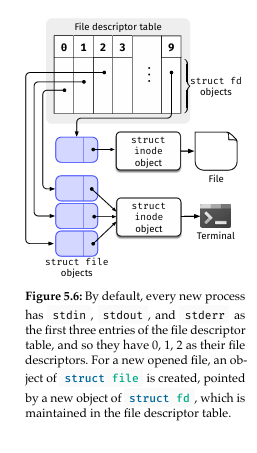 File descriptor table
0 1 2 3 9
struct fd
objects
struct
inode
object
File
struct
inode
object
Terminal
struct file
objects
Figure 5.6: By default, every new process
has stdin, stdout, and stderr as
the first three entries of the file descriptor
table, and so they have 0, 1, 2 as their file
descriptors. For a new opened file, an ob-
ject of struct file is created, pointed
by a new object of struct fd, which is
maintained in the file descriptor table.